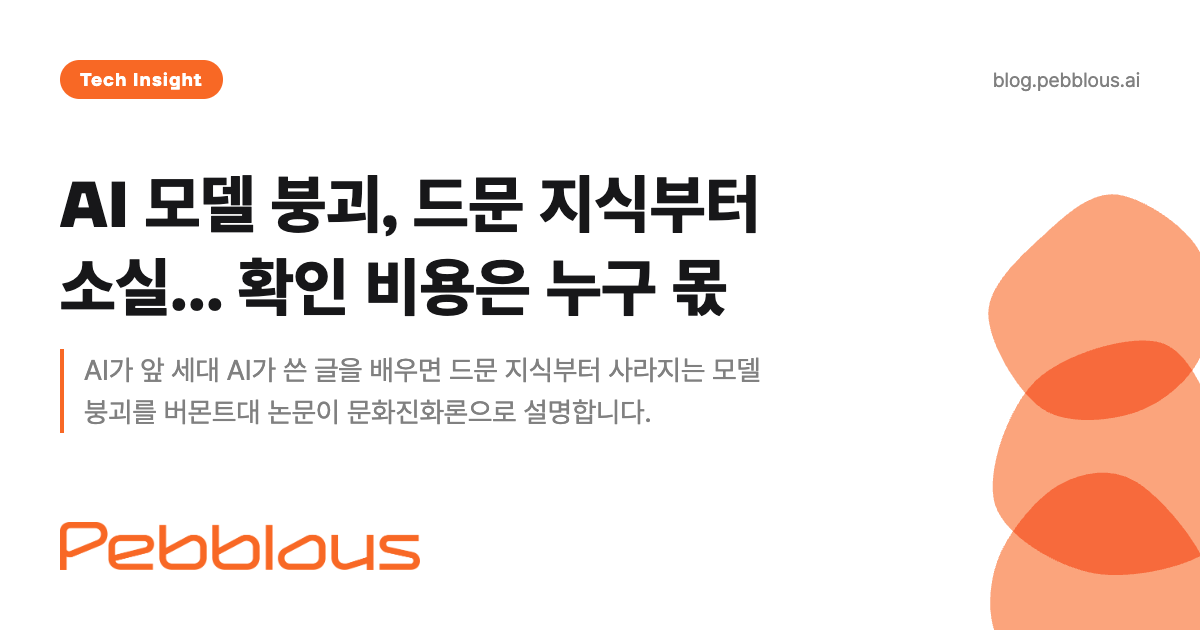 Tech Insight
blog.pebblous.ai
AI 모델 붕괴, 드문 지식부터
소실... 확인 비용은 누구 몫
AI가 앞 세대 AI가 쓴 글을 배우면 드문 지식부터 사라지는 모델
붕괴를 버몬트대 논문이 문화진화론으로 설명합니다.
Pebblous